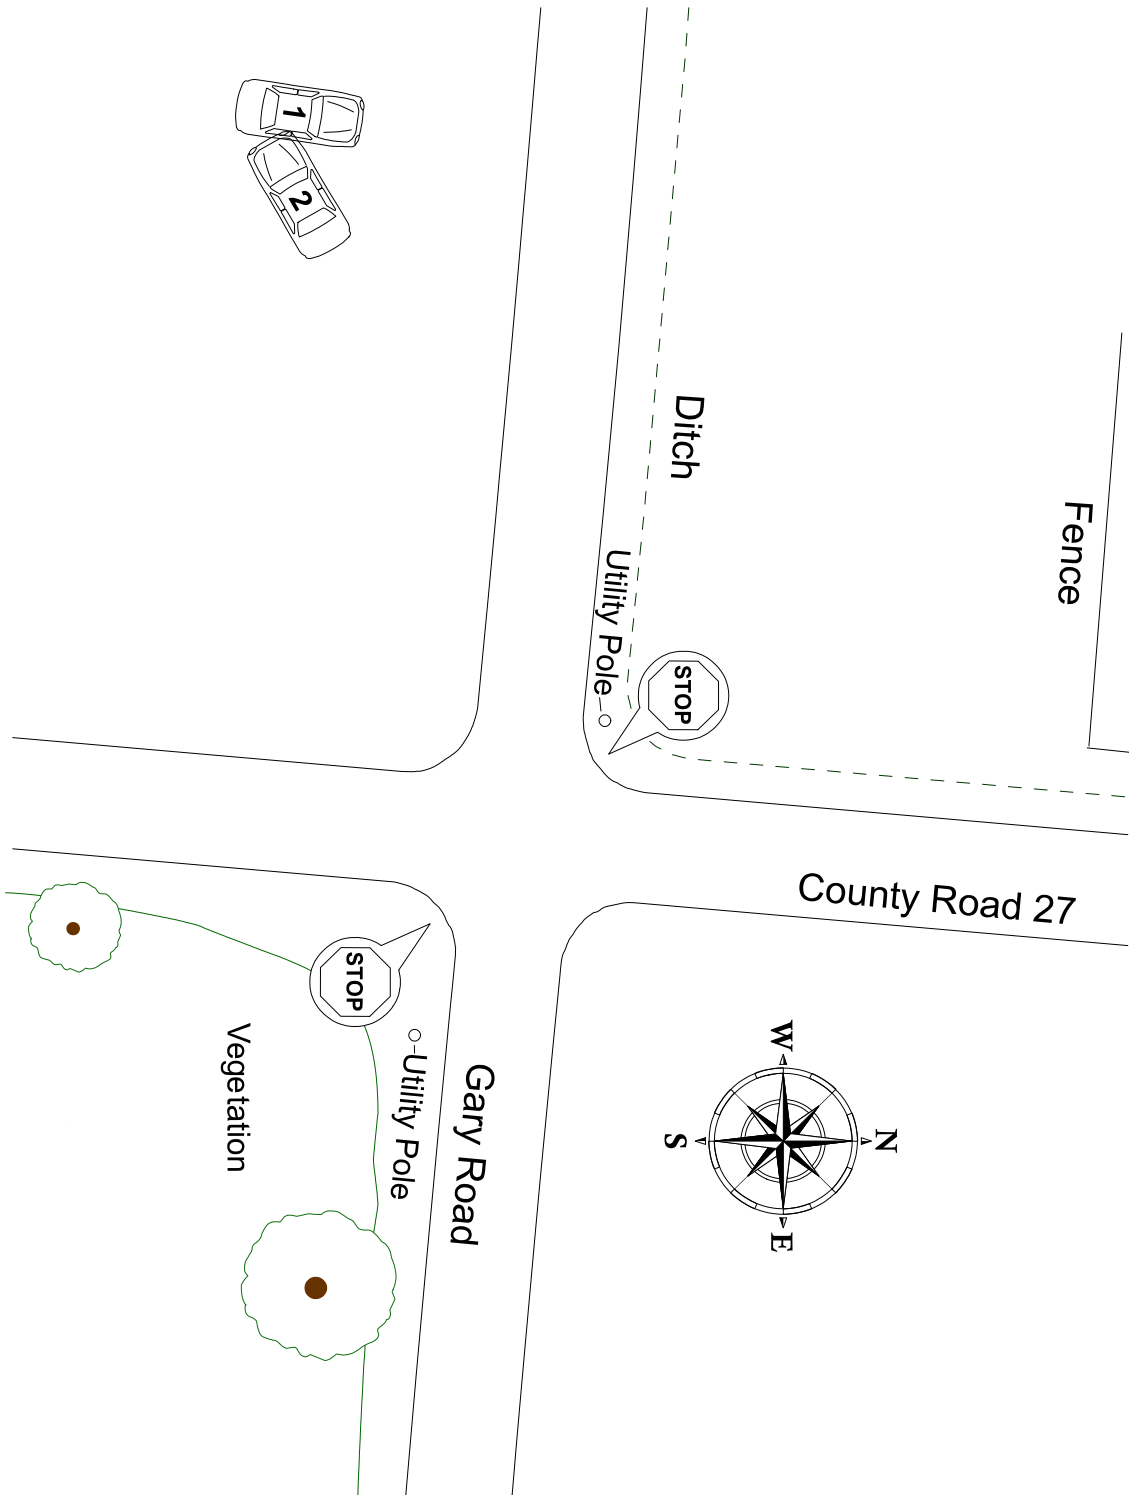 1
2
Ditch
Fence
Utility Pole
STOP
County Road 27
STOP
Utility Pole
Gary Road
Vegetation
W
N
S
E